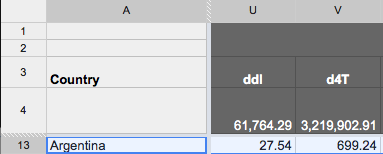 A U V
1
2
3 Country ddI d4T
4 61,764.29 3,219,902.91
13 Argentina 27.54 699.24